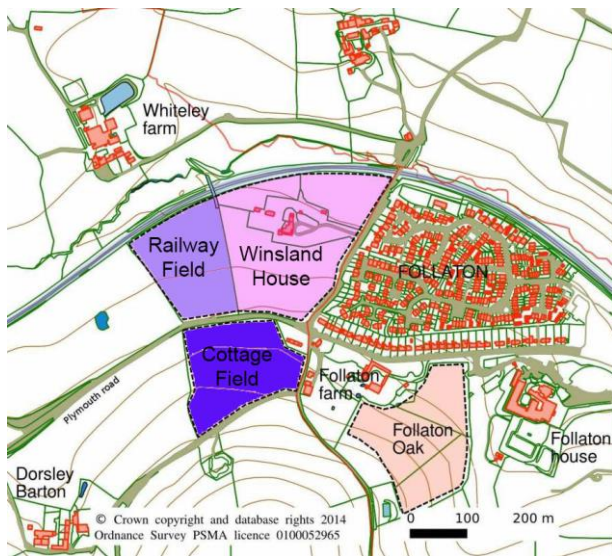 Whiteley
farm
Railway
Field
Winsland
House
FOLLATON
Cottage
Field
Plymouth road
Follaton
farm
Follaton
Oak
Follaton
house
Dorsley
Barton
© Crown copyright and database rights 2014
Ordnance Survey PSMA licence 0100052965
0 100 200 m